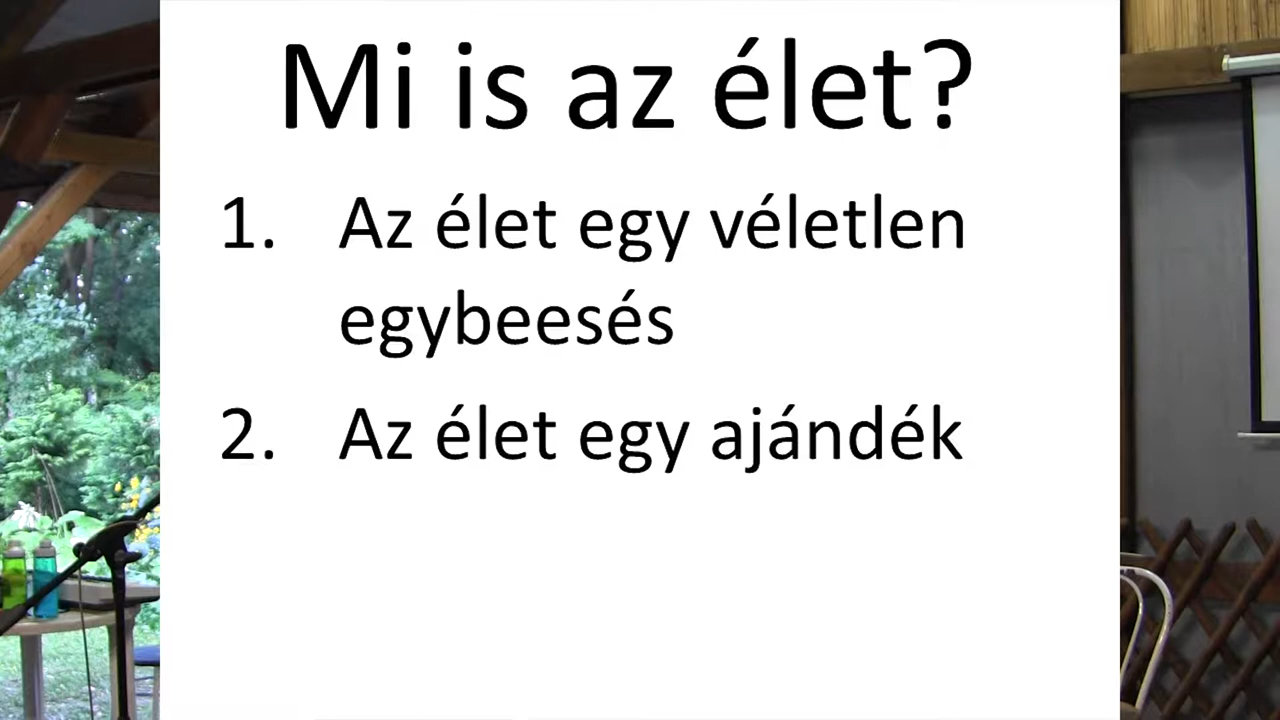 Mi is az élet?
1. Az élet egy véletlen
egybeesés
2. Az élet egy ajándék